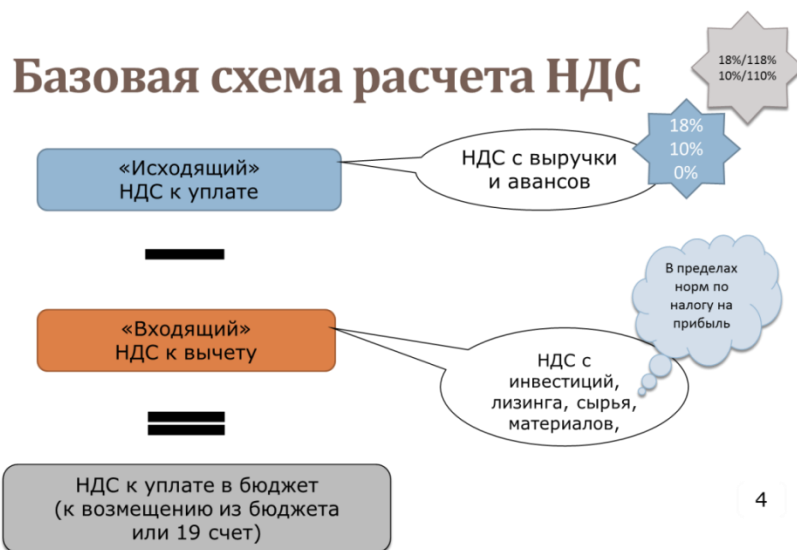 Базовая схема расчета НДС
18%/118%
10%/110%
18%
10%
0%
«Исходящий»
НДС к уплате
НДС с выручки
и авансов
В пределах
норм по
налогу на
прибыль
«Входящий»
НДС к вычету
НДС с
инвестиций,
лизинга, сырья,
материалов,
НДС к уплате в бюджет
(к возмещению из бюджета
или 19 счет)
4